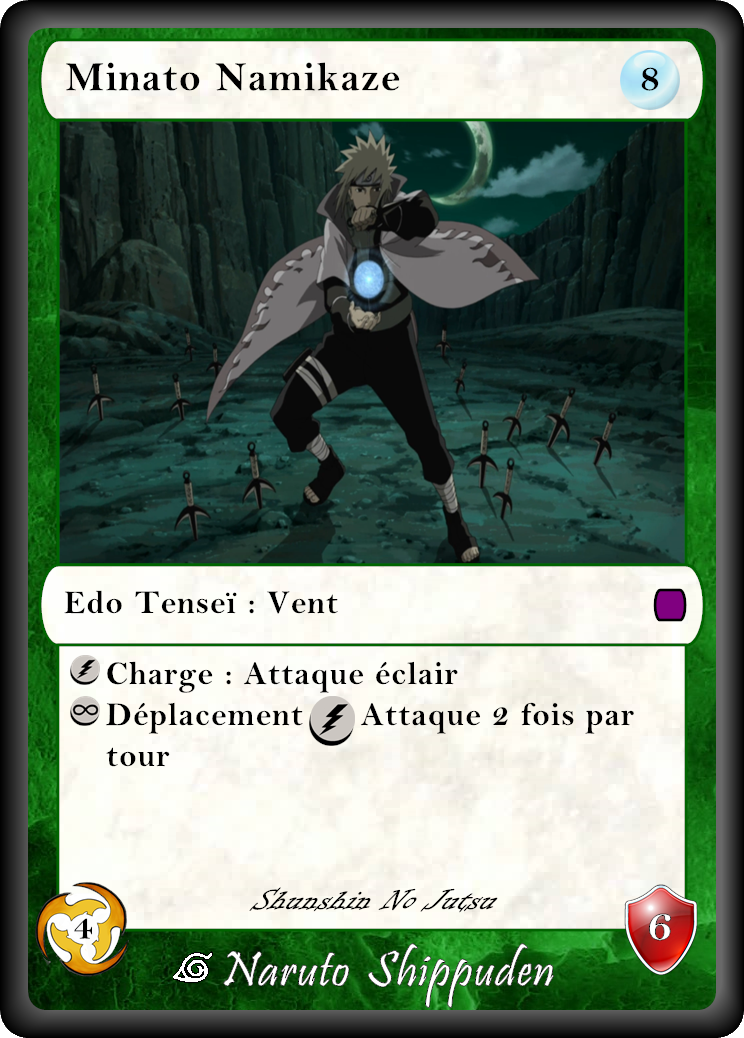 Minato Namikaze 8
Edo Tenseï : Vent
Charge : Attaque éclair
Déplacement Attaque 2 fois par
tour
Shunshin No Jutsu
4 6
Naruto Shippuden